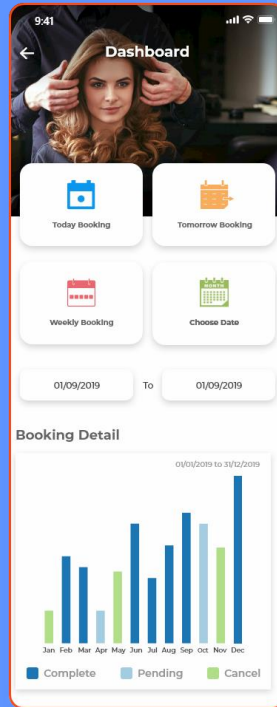 9:41
Dashboard
Today Booking
Tomorrow Booking
Weekly Booking
MONTH
Choose Date
01/09/2019 To 01/09/2019
Booking Detail
01/01/2019 to 31/12/2019
Jan Feb Mar Apr May Jun Jul Aug Sep Oct Nov Dec
Complete Pending Cancel